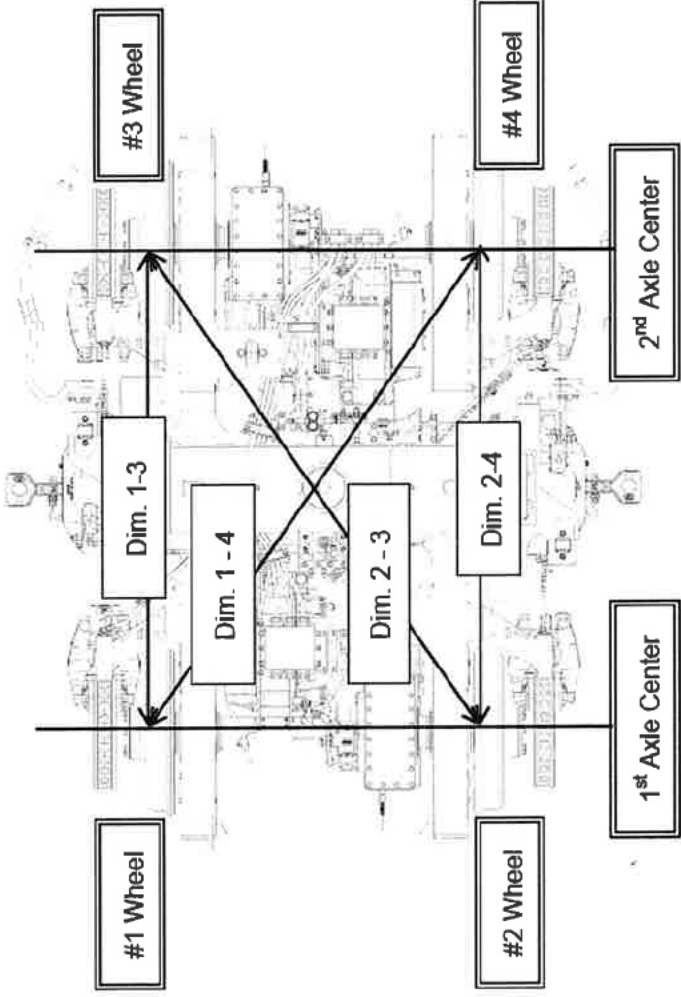 #1 Wheel
#3 Wheel
Dim. 1-3
Dim. 1 - 4
Dim. 2 - 3
Dim. 2-4
#2 Wheel
#4 Wheel
1st Axle Center
2nd Axle Center